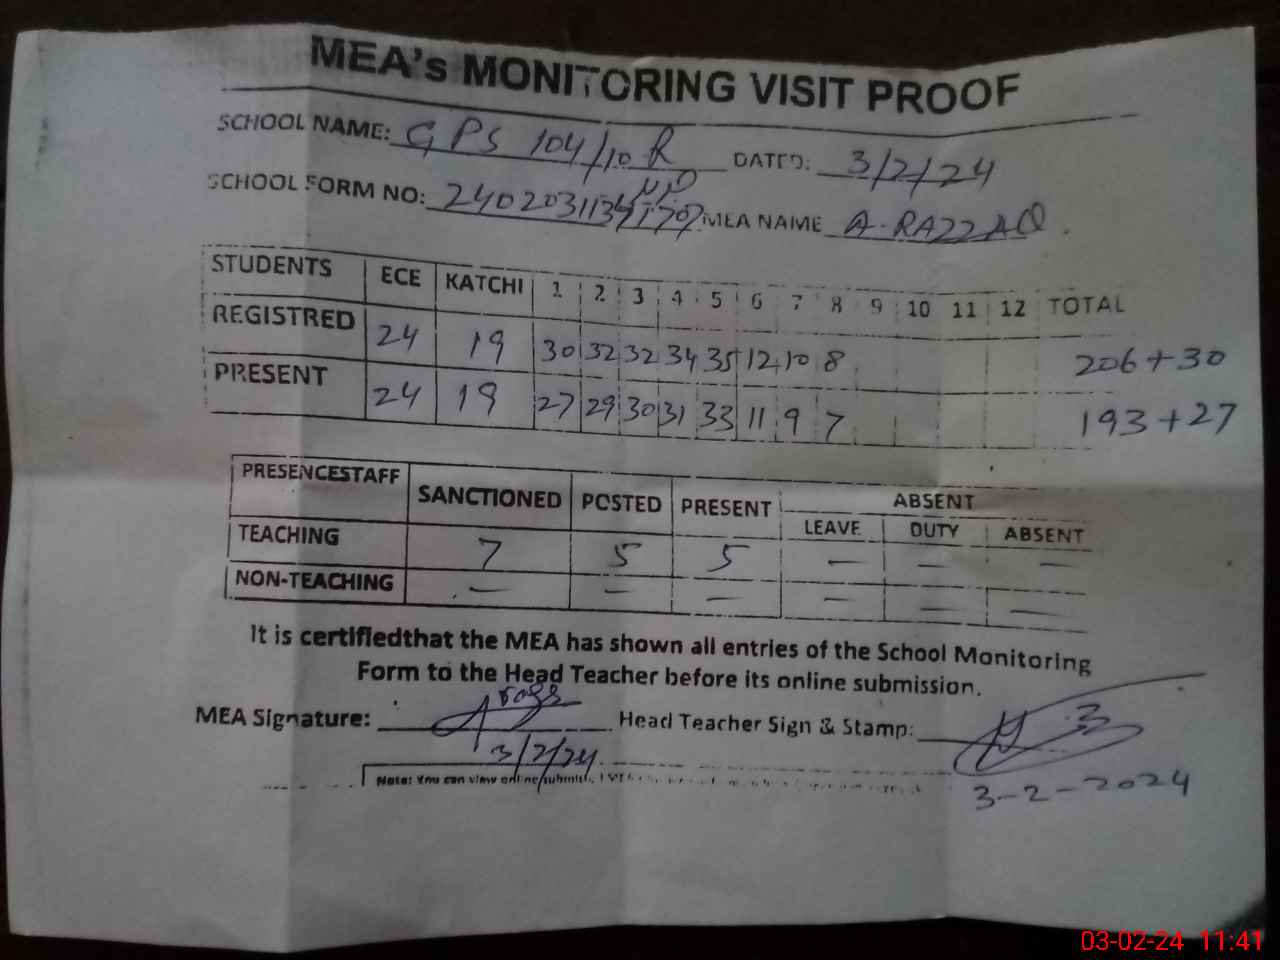 MEA's MONITORING VISIT PROOF
SCHOOL NAME: GPS 104/10R DATED: 3/2/24
SCHOOL FORM NO: MEA NAME A. RAZZAQ
STUDENTS ECE KATCHI 1 2 3 4 5 6 7 8 9 10 11 12 TOTAL
REGISTRED 24 19 30 32 32 34 35 12 10 8 206+30
PRESENT 24 19 27 29 30 31 33 11 9 7 193+27
PRESENCESTAFF SANCTIONED POSTED PRESENT ABSENT
LEAVE DUTY ABSENT
TEACHING 7 5 5 — — —
NON-TEACHING — — — — — —
It is certifiedthat the MEA has shown all entries of the School Monitoring
Form to the Head Teacher before its online submission.
MEA Signature: Head Teacher Sign & Stamp:
3/2/24
Note: You can view online
3-2-2024
03-02-24 11:41